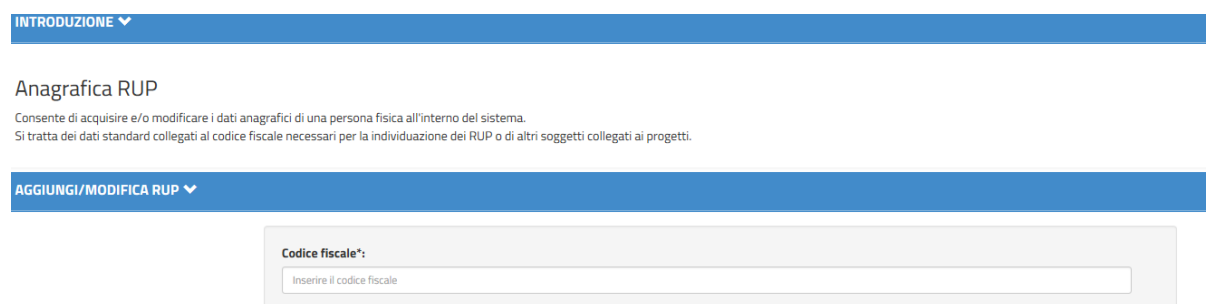 INTRODUZIONE
Anagrafica RUP
Consente di acquisire e/o modificare i dati anagrafici di una persona fisica all'interno del sistema.
Si tratta dei dati standard collegati al codice fiscale necessari per la individuazione dei RUP o di altri soggetti collegati ai progetti.
AGGIUNGI/MODIFICA RUP
Codice fiscale*:
Inserire il codice fiscale